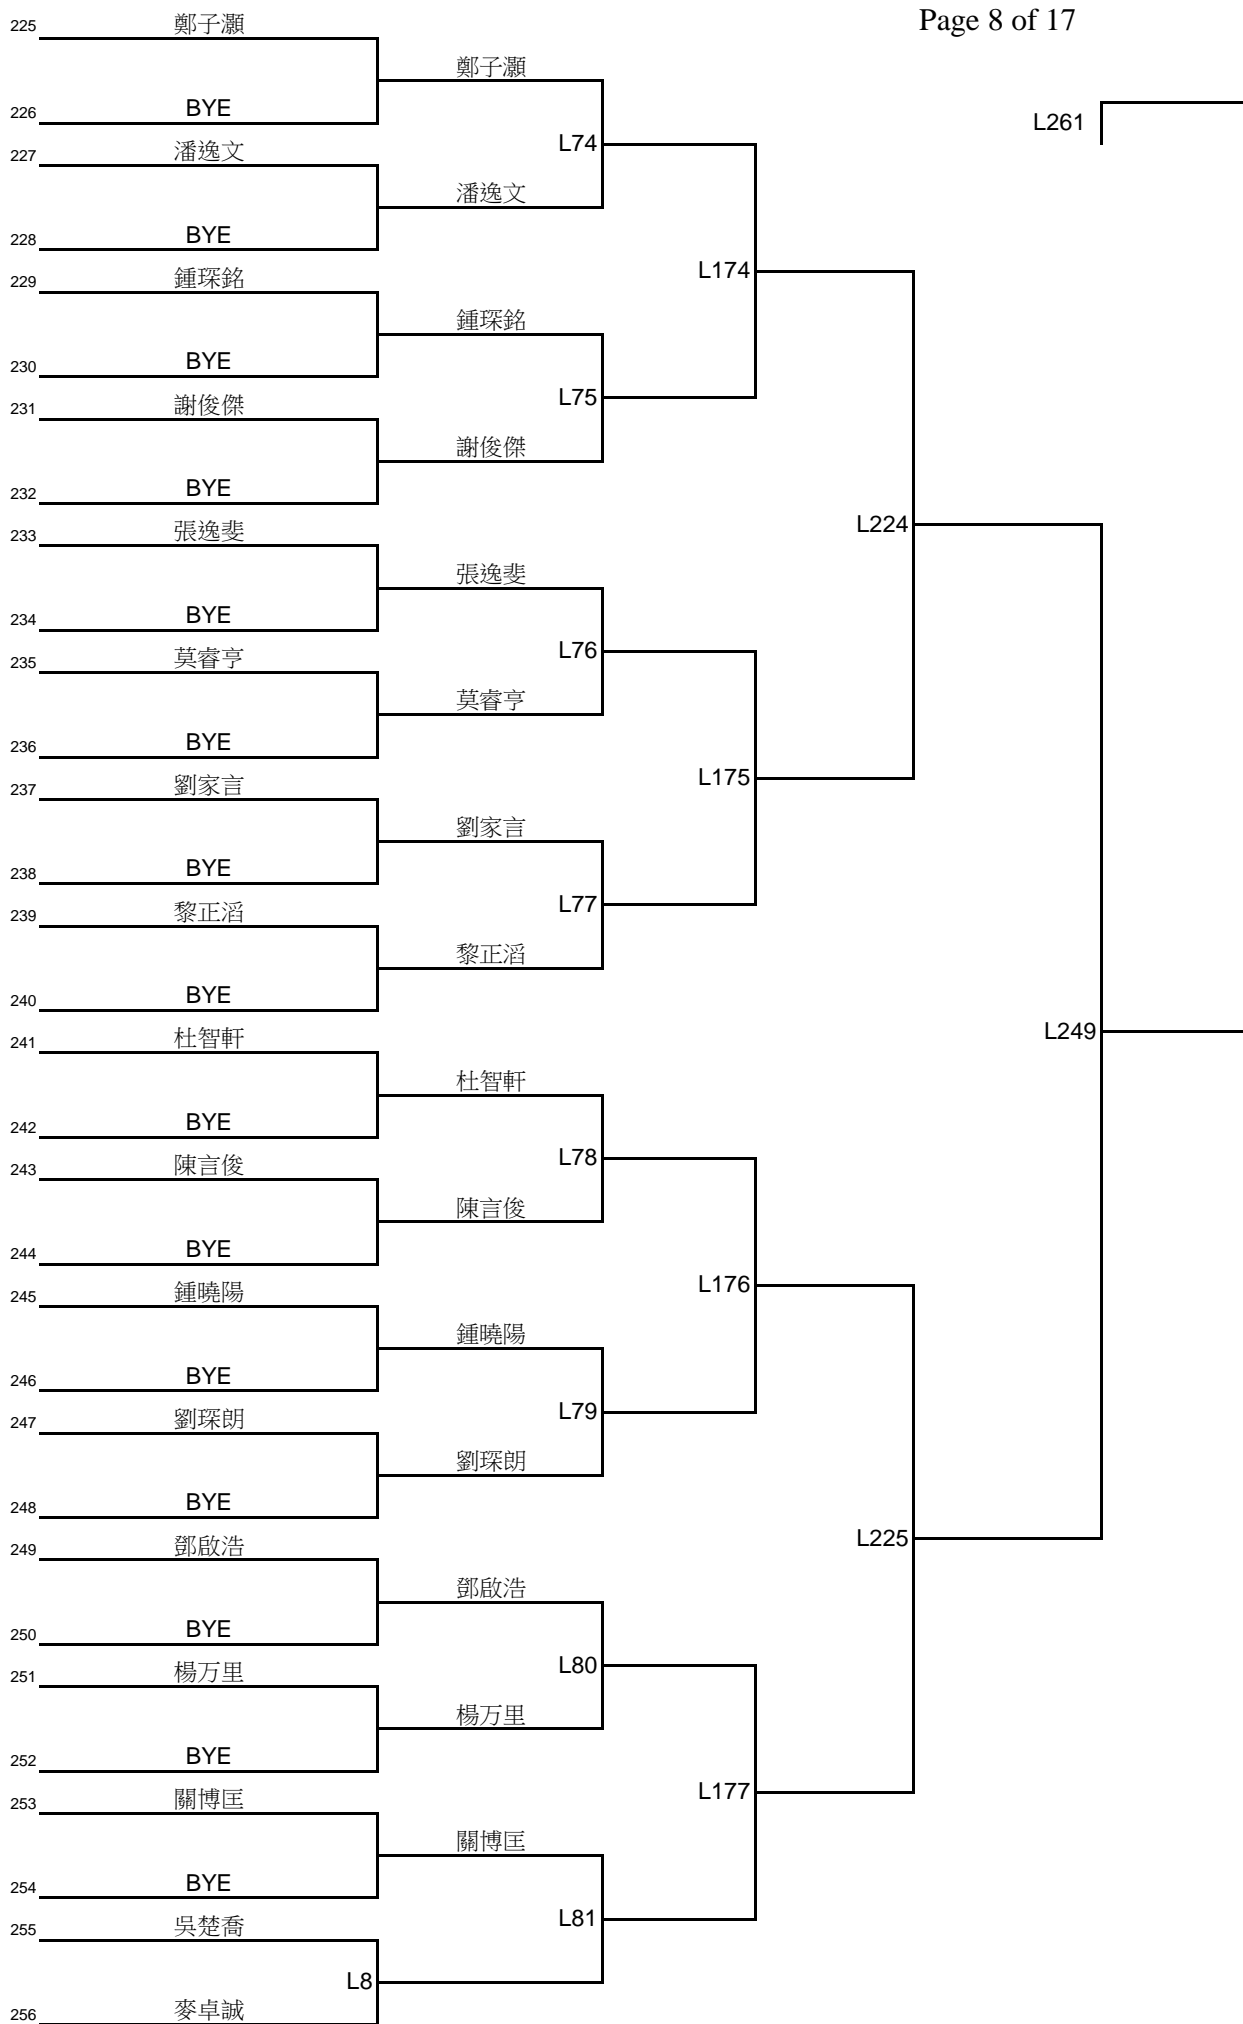 Page 8 of 17
225 鄭子灝
鄭子灝
226 BYE
L261
L74
227 潘逸文
潘逸文
228 BYE
L174
229 鍾琛銘
鍾琛銘
230 BYE
L75
231 謝俊傑
謝俊傑
232 BYE
L224
233 張逸斐
張逸斐
234 BYE
L76
235 莫睿亨
莫睿亨
236 BYE
L175
237 劉家言
劉家言
238 BYE
L77
239 黎正滔
黎正滔
240 BYE
L249
241 杜智軒
杜智軒
242 BYE
L78
243 陳言俊
陳言俊
244 BYE
L176
245 鍾曉陽
鍾曉陽
246 BYE
L79
247 劉琛朗
劉琛朗
248 BYE
L225
249 鄧啟浩
鄧啟浩
250 BYE
L80
251 楊万里
楊万里
252 BYE
L177
253 關博匡
關博匡
254 BYE
L81
255 吳楚喬
L8
256 麥卓誠